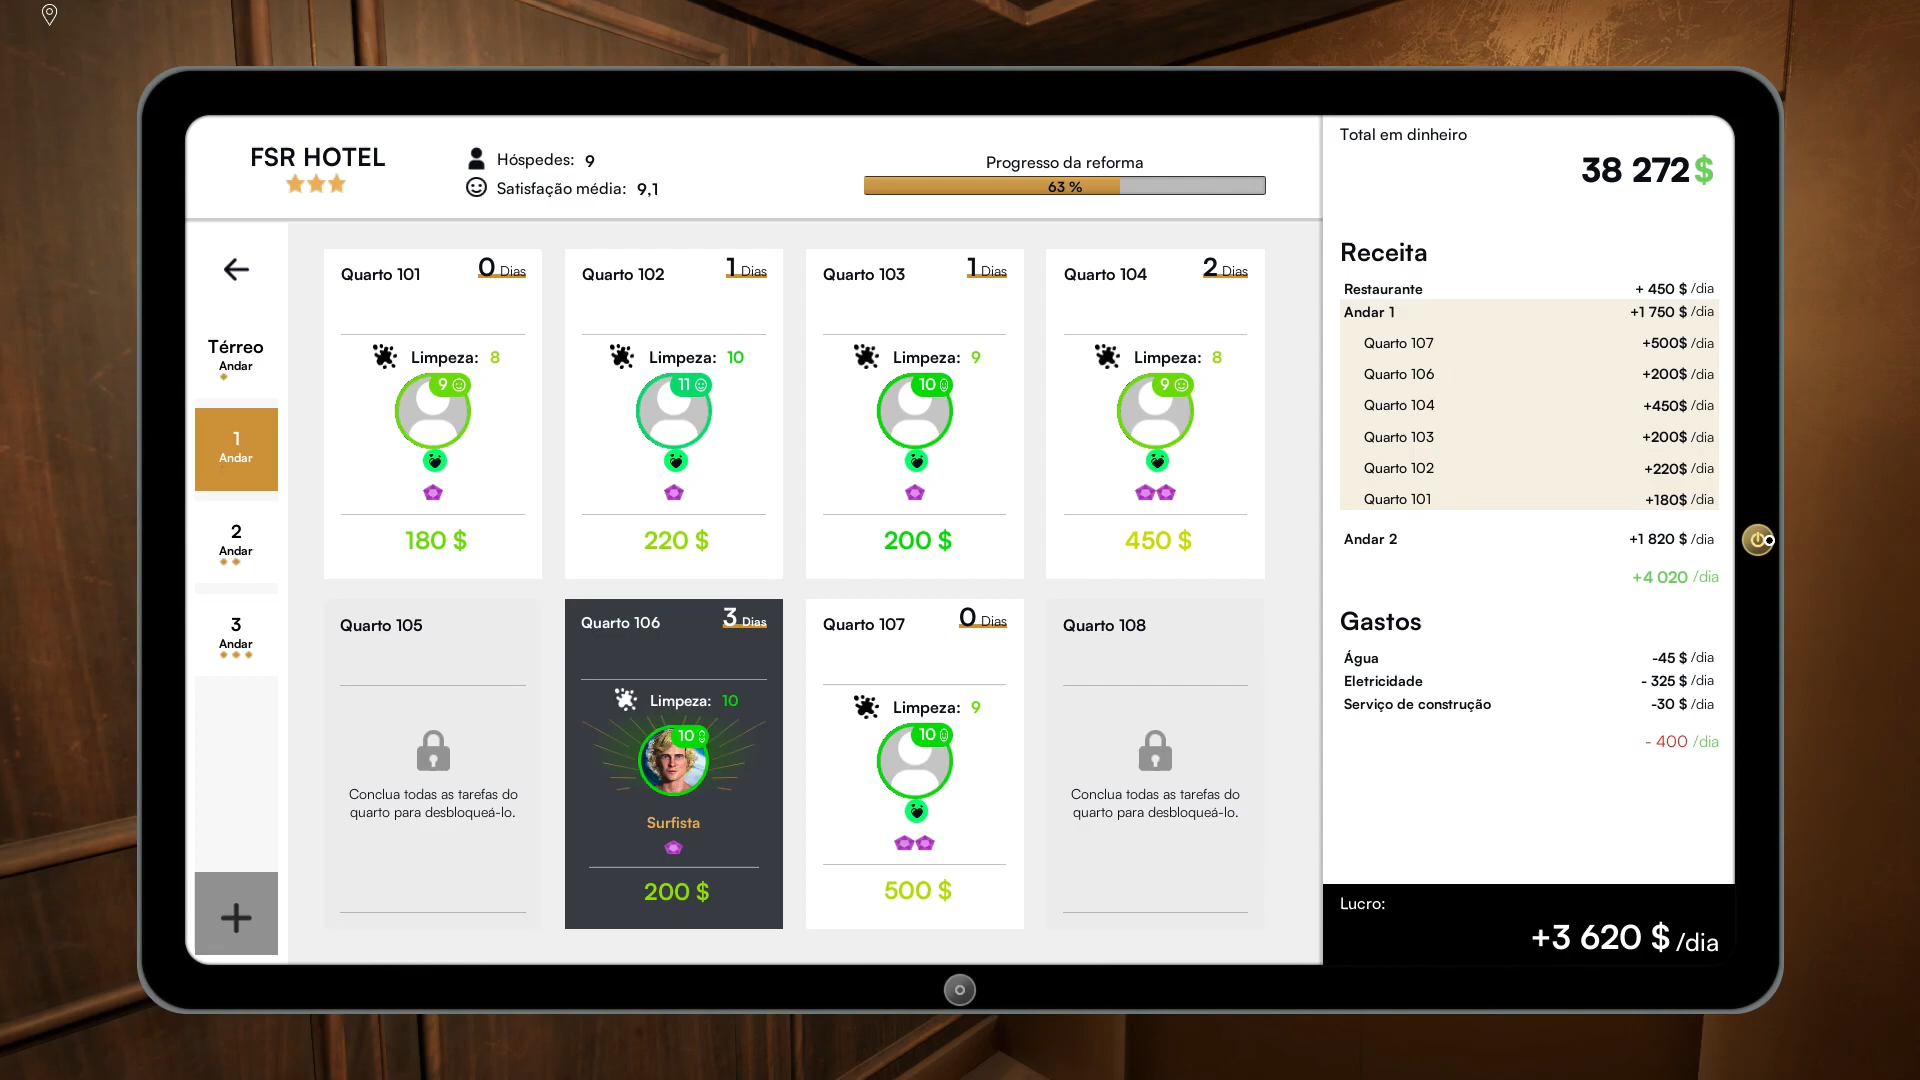 FSR HOTEL
Hóspedes: 9
Satisfação média: 9,1
Progresso da reforma
63 %
Térreo
Andar
1
Andar
2
Andar
3
Andar
Quarto 101
0 Dias
Limpeza: 8
9
180 $
Quarto 102
1 Dias
Limpeza: 10
11
220 $
Quarto 103
1 Dias
Limpeza: 9
10
200 $
Quarto 104
2 Dias
Limpeza: 8
9
450 $
Quarto 105
Conclua todas as tarefas do
quarto para desbloqueá-lo.
Quarto 106
3 Dias
Limpeza: 10
10
Surfista
200 $
Quarto 107
0 Dias
Limpeza: 9
10
500 $
Quarto 108
Conclua todas as tarefas do
quarto para desbloqueá-lo.
Total em dinheiro
38 272 $
Receita
Restaurante + 450 $ /dia
Andar 1 +1 750 $ /dia
Quarto 107 +500$ /dia
Quarto 106 +200$ /dia
Quarto 104 +450$ /dia
Quarto 103 +200$ /dia
Quarto 102 +220$ /dia
Quarto 101 +180$ /dia
Andar 2 +1 820 $ /dia
+4 020 /dia
Gastos
Água -45 $ /dia
Eletricidade - 325 $ /dia
Serviço de construção -30 $ /dia
- 400 /dia
Lucro:
+3 620 $ /dia